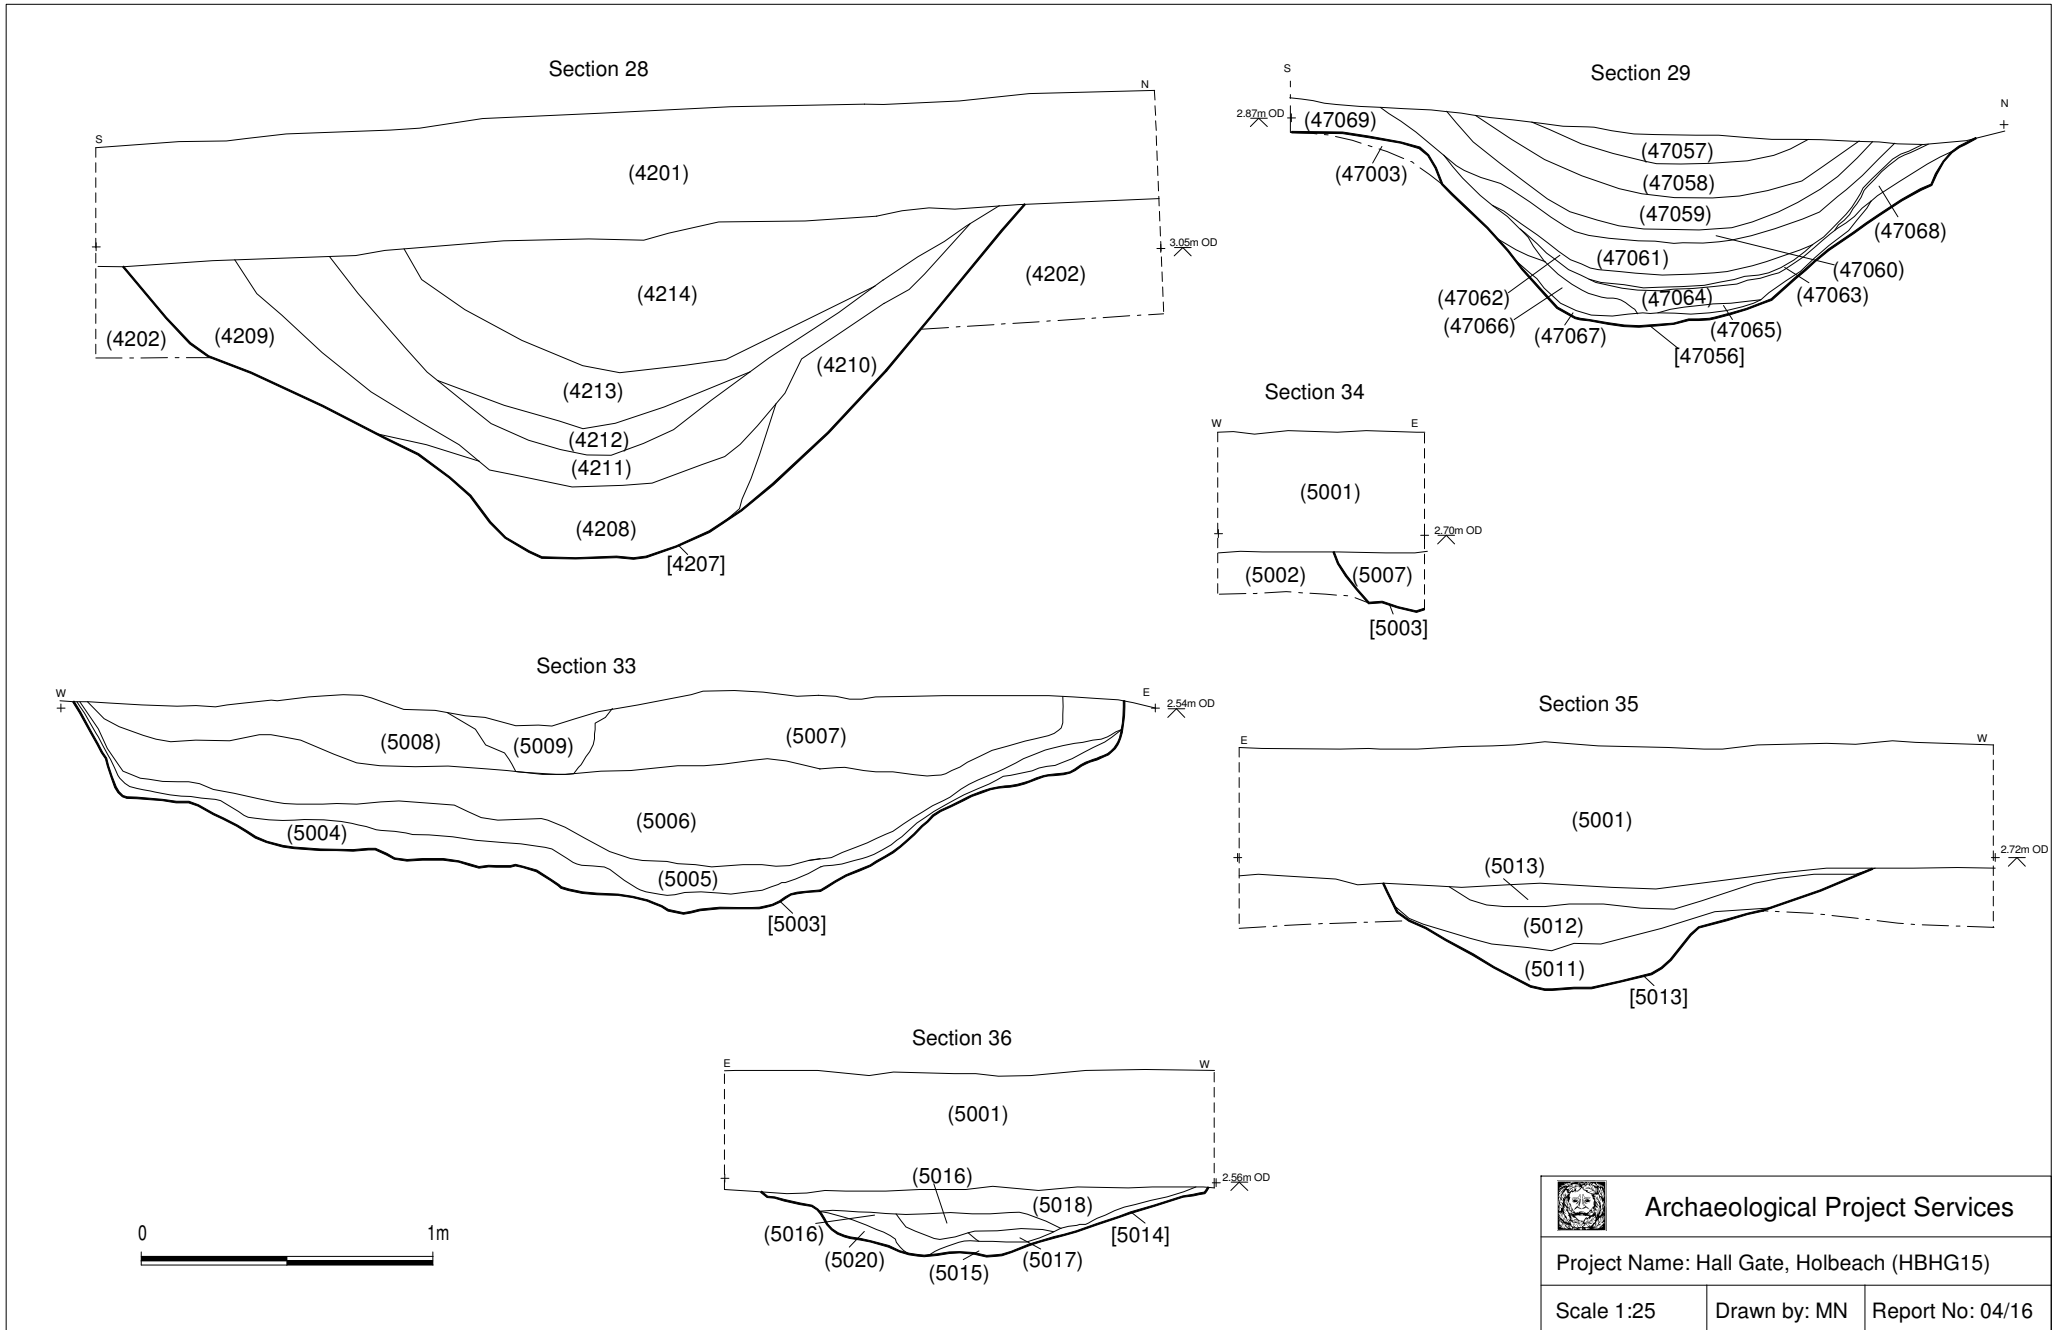 Section 28
S
N
(4201)
3.05m OD
(4202)
(4214)
(4202)
(4209)
(4210)
(4213)
(4212)
(4211)
(4208)
[4207]
Section 29
S
N
2.87m OD
(47069)
(47003)
(47057)
(47058)
(47059)
(47068)
(47061)
(47060)
(47062)
(47064)
(47063)
(47066)
(47067)
(47065)
[47056]
Section 34
W
E
(5001)
2.70m OD
(5002)
(5007)
[5003]
Section 33
W
E
2.54m OD
(5008)
(5009)
(5007)
(5006)
(5004)
(5005)
[5003]
Section 35
E
W
(5001)
2.72m OD
(5013)
(5012)
(5011)
[5013]
Section 36
E
W
(5001)
(5016)
2.56m OD
(5018)
(5016)
[5014]
(5020)
(5015)
(5017)
0
1m
Archaeological Project Services
Project Name: Hall Gate, Holbeach (HBHG15)
Scale 1:25
Drawn by: MN
Report No: 04/16